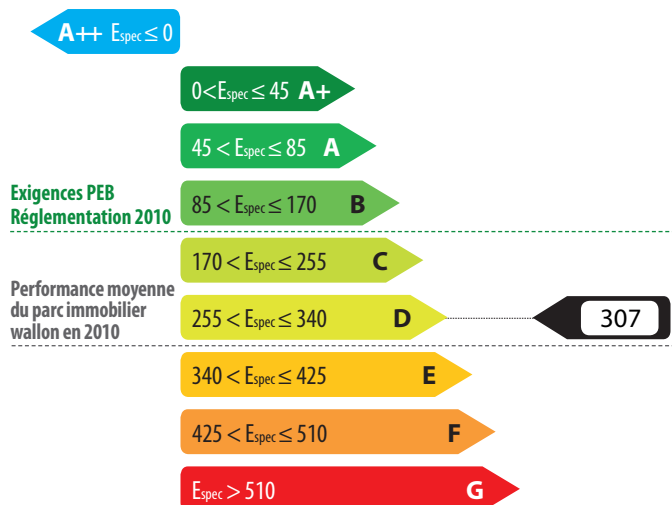 A++ Espec ≤ 0
0<Espec ≤ 45 A+
45 < Espec ≤ 85 A
Exigences PEB
Réglementation 2010
85 < Espec ≤ 170 B
170 < Espec ≤ 255 C
Performance moyenne
du parc immobilier
wallon en 2010
255 < Espec ≤ 340 D 307
340 < Espec ≤ 425 E
425 < Espec ≤ 510 F
Espec > 510 G